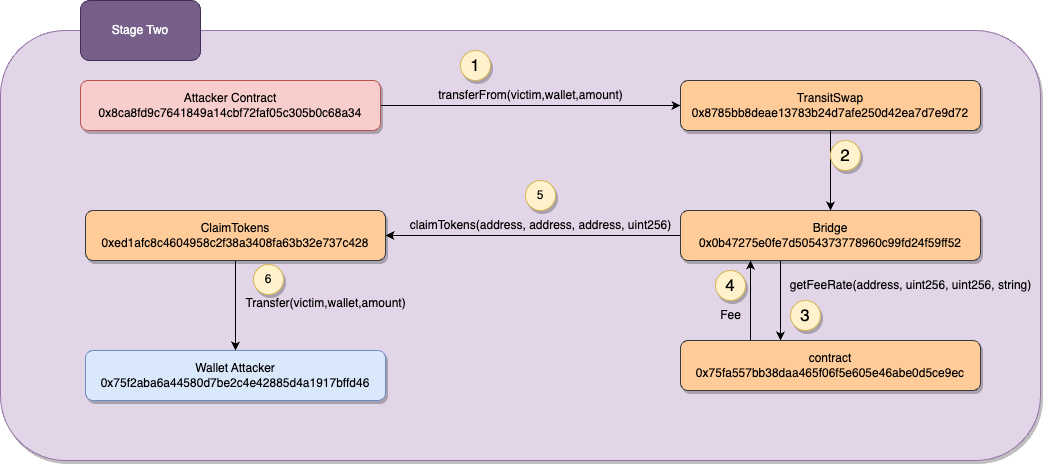 Stage Two
1
Attacker Contract
0x8ca8fd9c7641849a14cbf72faf05c305b0c68a34
transferFrom(victim,wallet,amount)
TransitSwap
0x8785bb8deae13783b24d7afe250d42ea7d7e9d72
2
5
ClaimTokens
0xed1afc8c4604958c2f38a3408fa63b32e737c428
claimTokens(address, address, address, uint256)
Bridge
0x0b47275e0fe7d5054373778960c99fd24f59ff52
6
Transfer(victim,wallet,amount)
4
Fee
getFeeRate(address, uint256, uint256, string)
3
Wallet Attacker
0x75f2aba6a44580d7be2c4e42885d4a1917bffd46
contract
0x75fa557bb38daa465f06f5e605e46abe0d5ce9ec